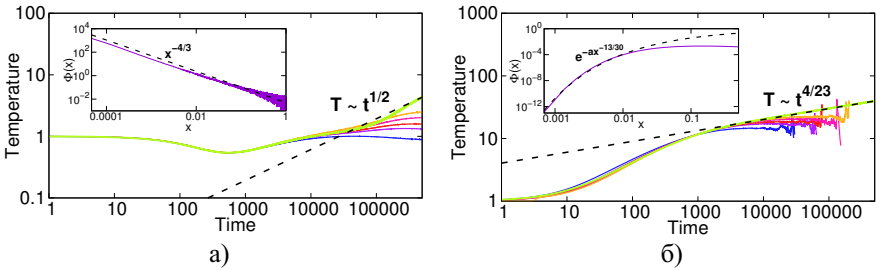 10
1
0.1
1
10
100
1000
10000
100000
Time
Temperature
10^4
10^2
10^0
10^-2
0.0001
0.01
1
x
Φ(x)
x^-4/3
T ~ t^1/2
а)
1000
100
10
1
1
10
100
1000
10000
100000
Time
Temperature
10^0
10^-4
10^-8
10^-12
0.001
0.01
0.1
x
Φ(x)
e^-ax^-13/30
T ~ t^4/23
б)